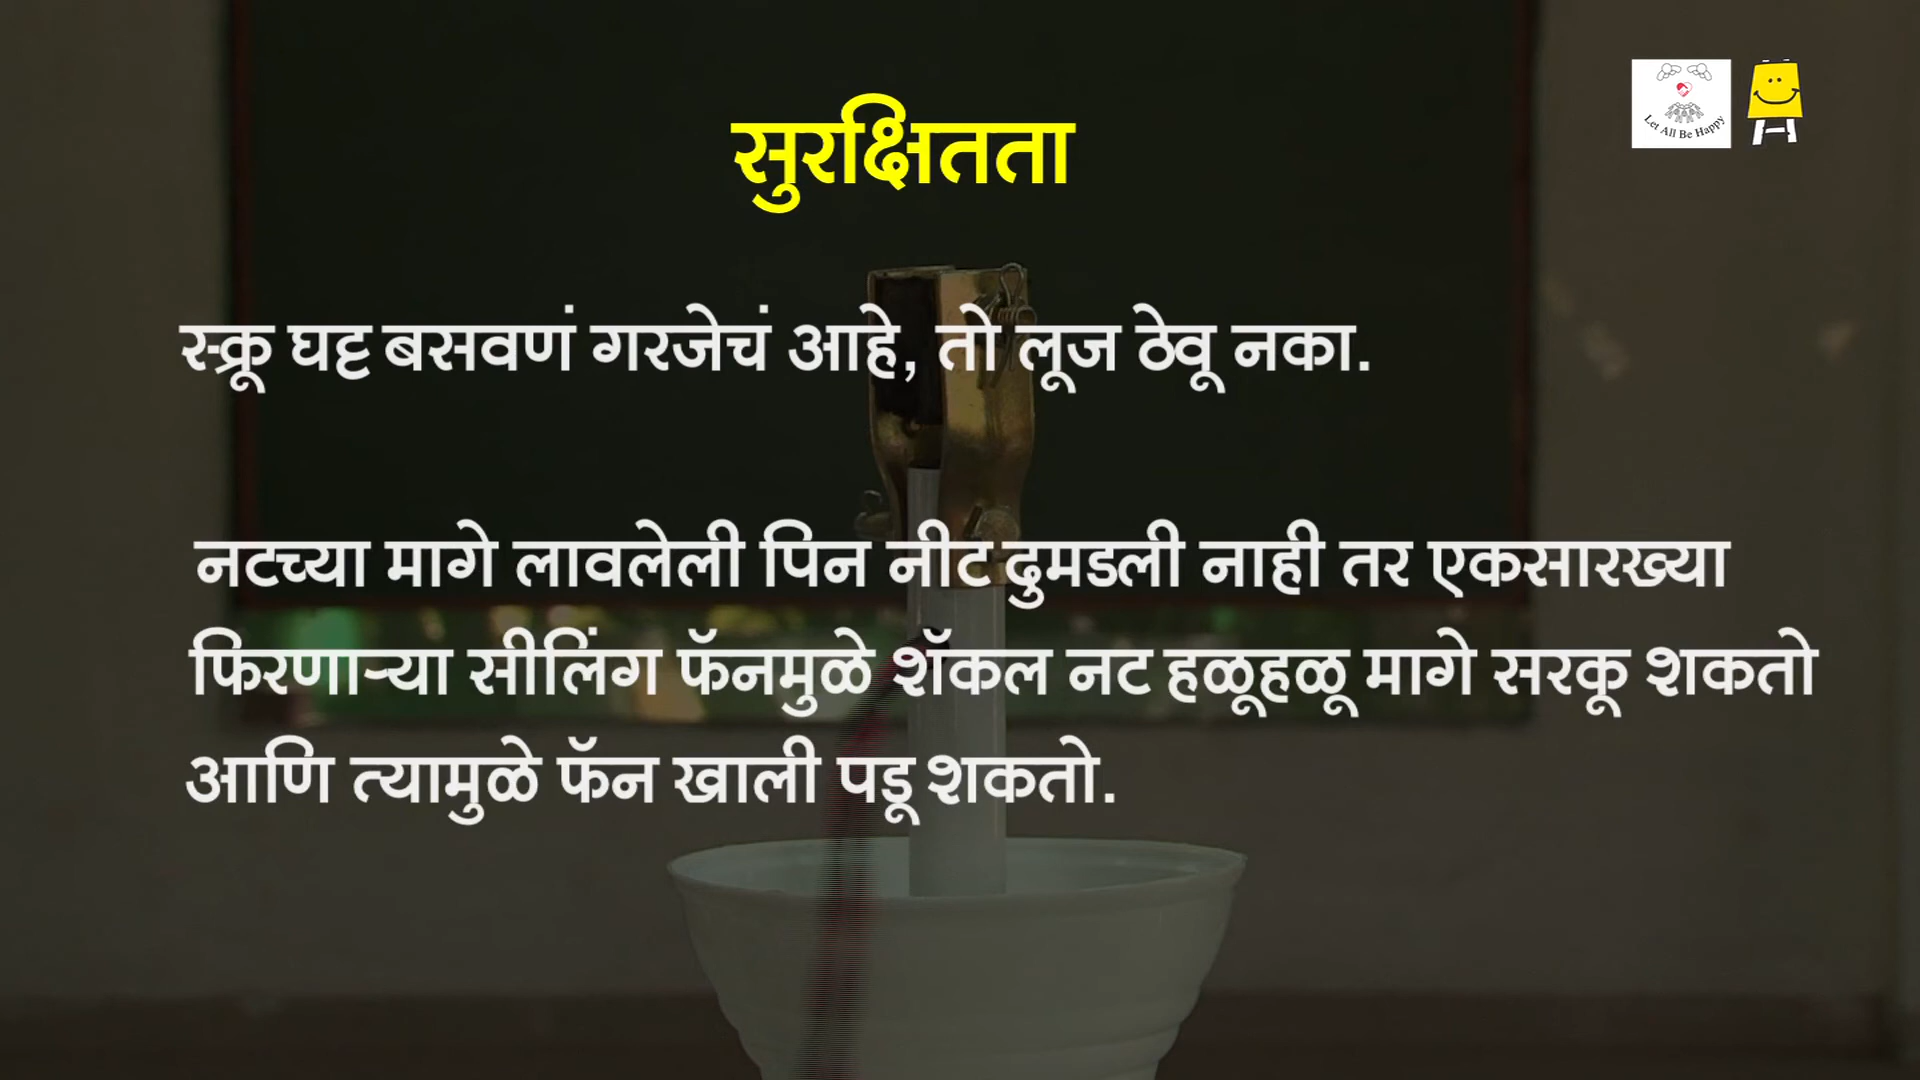 सुरक्षितता
Let All Be Happy
स्क्रू घट्ट बसवणं गरजेचं आहे, तो लूज ठेवू नका.
नटच्या मागे लावलेली पिन नीट दुमडली नाही तर एकसारख्या
फिरणाऱ्या सीलिंग फॅनमुळे शॅकल नट हळूहळू मागे सरकू शकतो
आणि त्यामुळे फॅन खाली पडू शकतो.